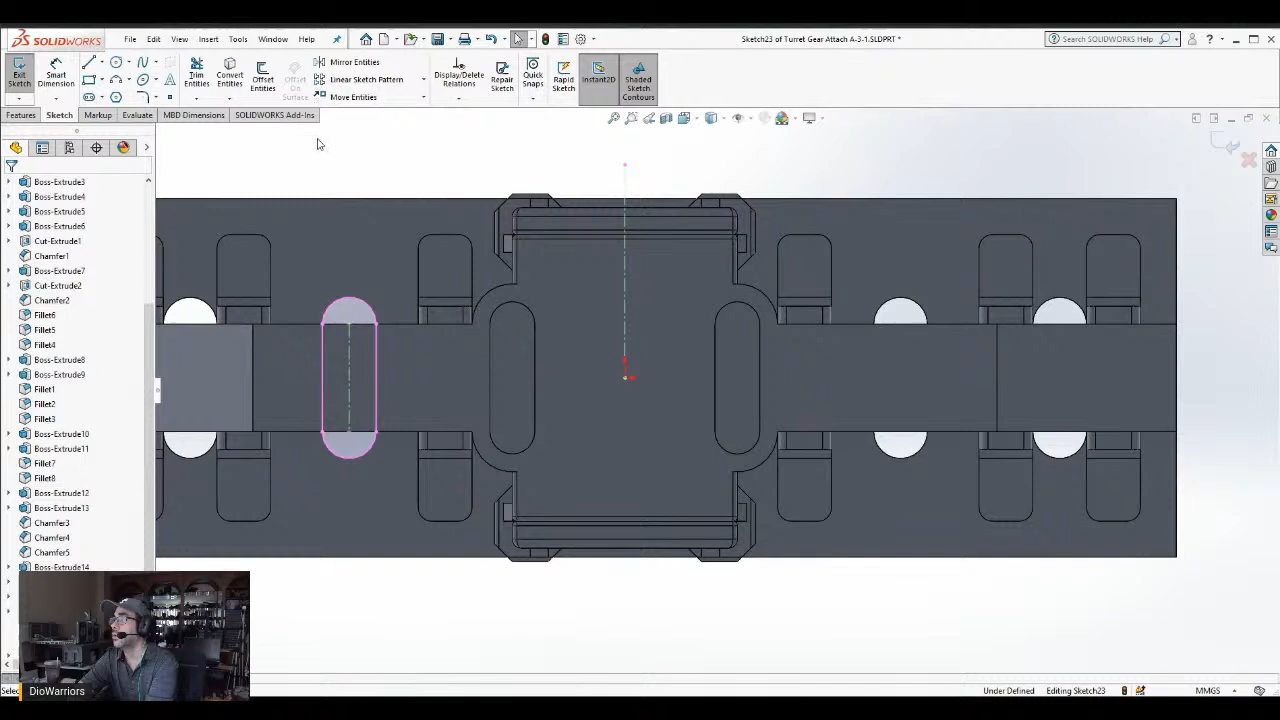 SOLIDWORKS File Edit View Insert Tools Window Help Sketch23 of Turret Gear Attach A-3-1.SLDPRT * Search SOLIDWORKS Help
Exit Sketch
Smart Dimension
Trim Entities
Convert Entities
Offset Entities
Offset On Surface
Mirror Entities
Linear Sketch Pattern
Move Entities
Display/Delete Relations
Repair Sketch
Quick Snaps
Rapid Sketch
Instant2D
Shaded Sketch Contours
Features Sketch Markup Evaluate MBD Dimensions SOLIDWORKS Add-Ins
Boss-Extrude3
Boss-Extrude4
Boss-Extrude5
Boss-Extrude6
Cut-Extrude1
Chamfer1
Boss-Extrude7
Cut-Extrude2
Chamfer2
Fillet6
Fillet5
Fillet4
Boss-Extrude8
Boss-Extrude9
Fillet1
Fillet2
Fillet3
Boss-Extrude10
Boss-Extrude11
Fillet7
Fillet8
Boss-Extrude12
Boss-Extrude13
Chamfer3
Chamfer4
Chamfer5
Boss-Extrude14
DioWarriors
Under Defined Editing Sketch23 MMGS